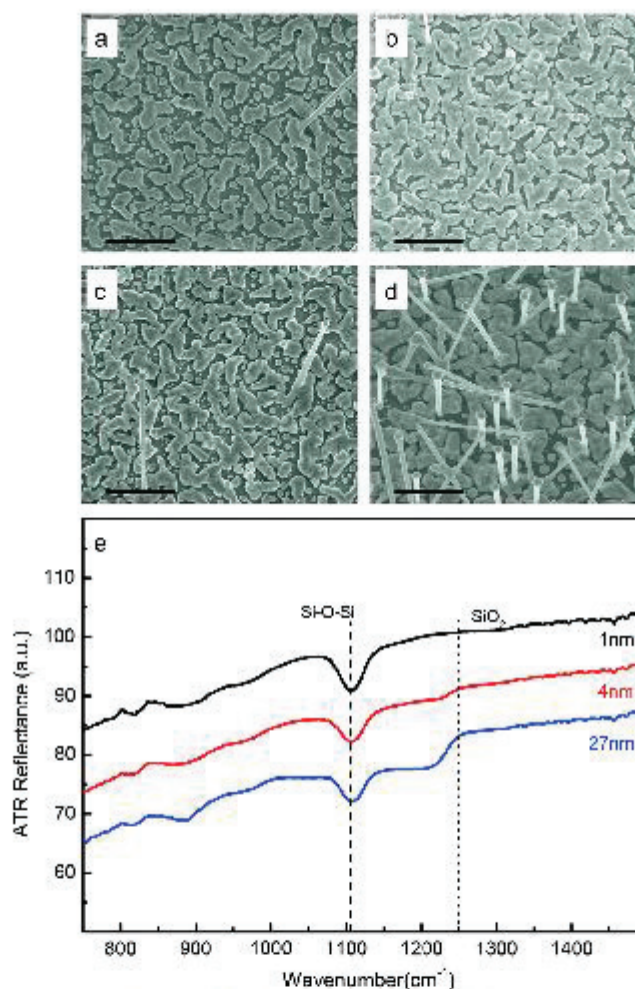 a
b
c
d
e
110
100
90
80
70
60
ATR Reflectance (a.u.)
Si-O-Si
SiO₂
1nm
4nm
27nm
800 900 1000 1100 1200 1300 1400
Wavenumber(cm⁻¹)